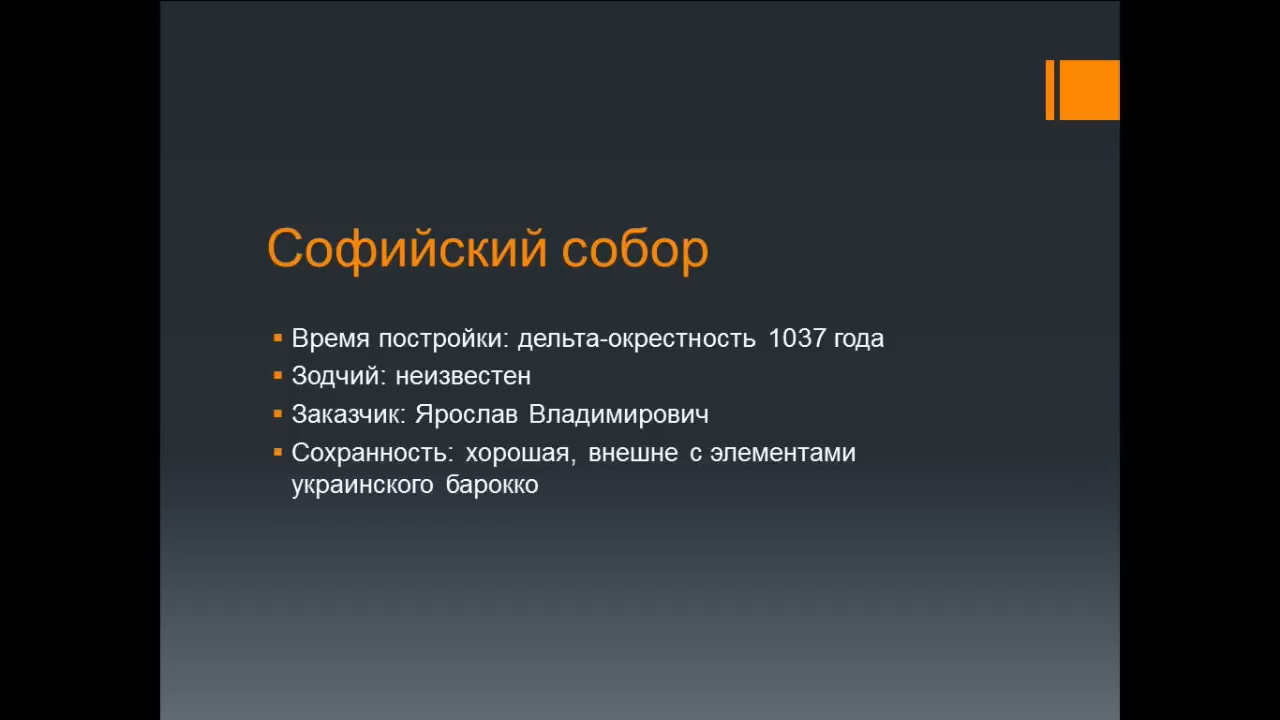 Софийский собор
Время постройки: дельта-окрестность 1037 года
Зодчий: неизвестен
Заказчик: Ярослав Владимирович
Сохранность: хорошая, внешне с элементами
украинского барокко